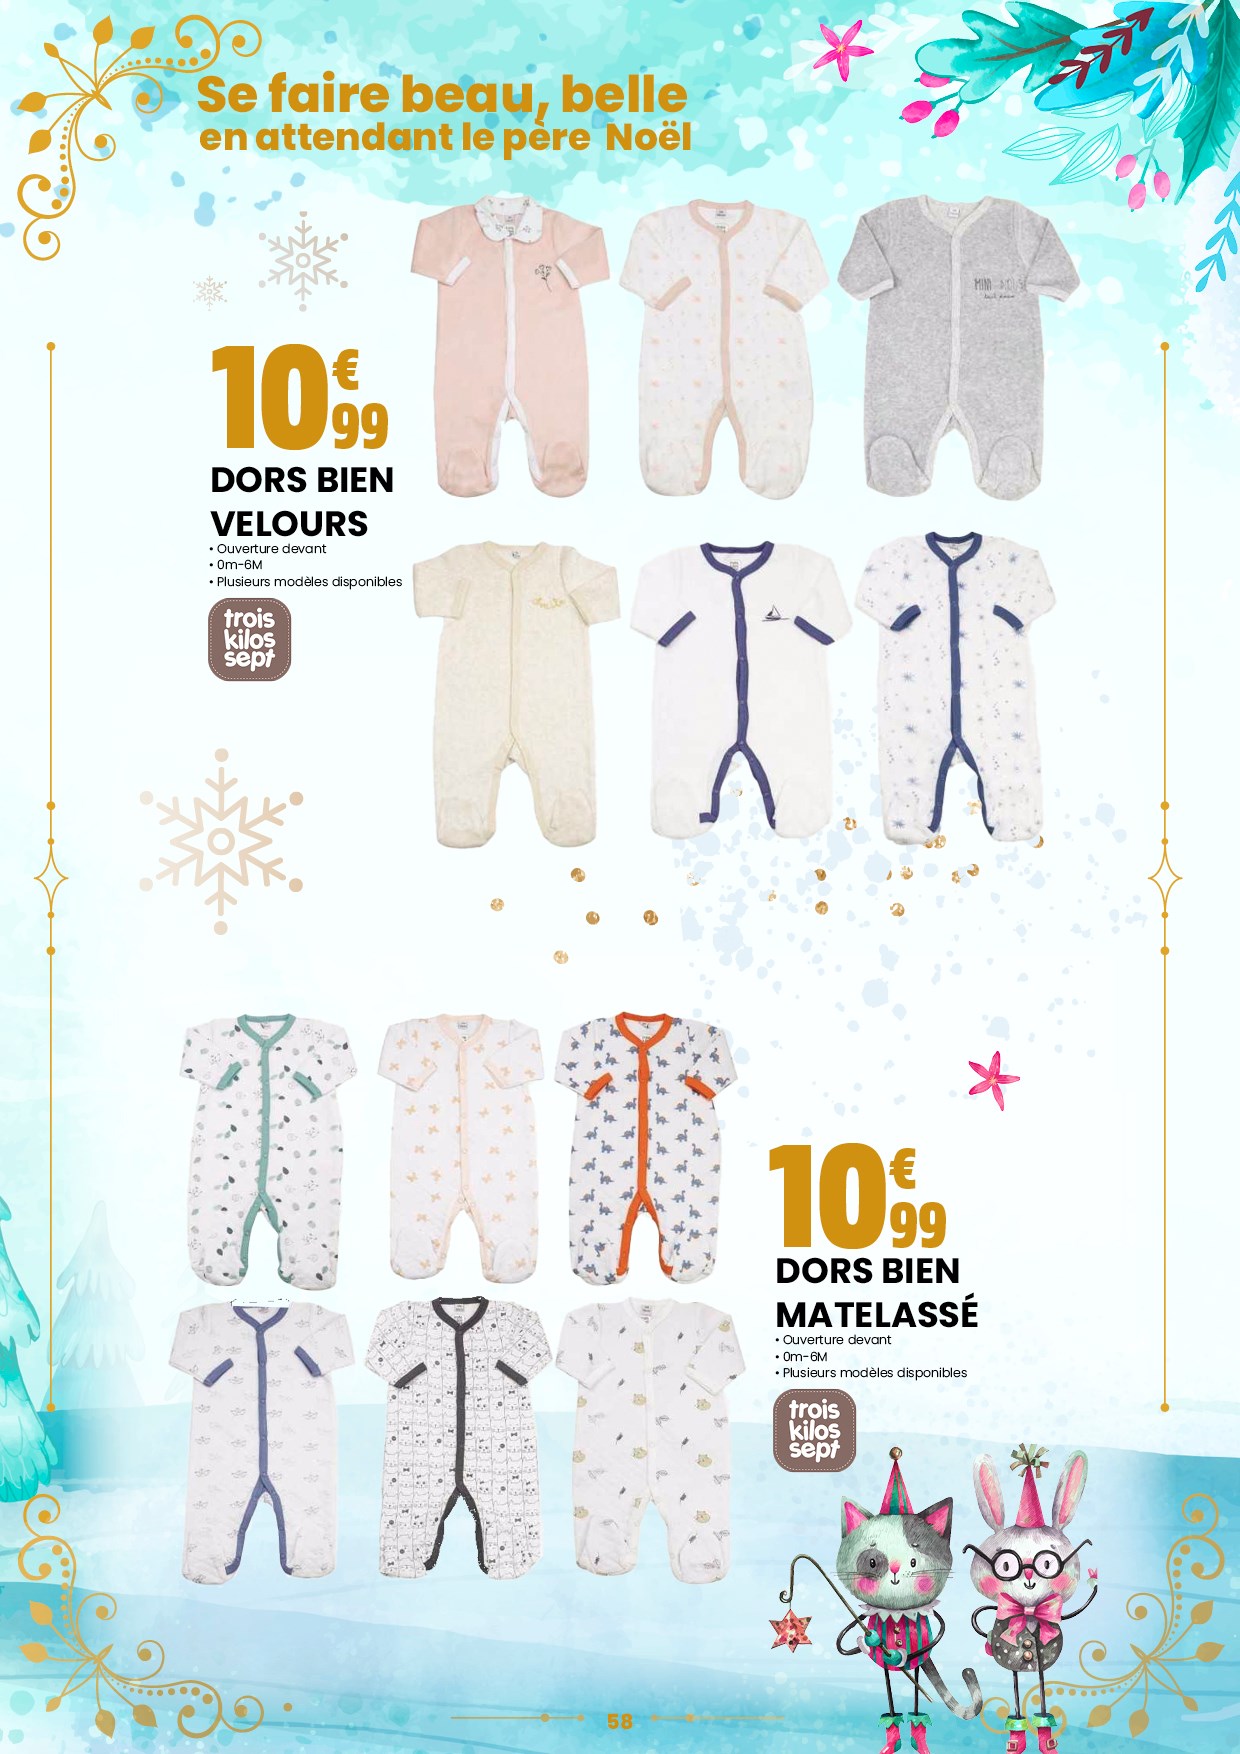 Se faire beau, belle
en attendant le père Noël
10€99
DORS BIEN
VELOURS
• Ouverture devant
• 0m-6M
• Plusieurs modèles disponibles
trois
kilos
sept
10€99
DORS BIEN
MATELASSÉ
• Ouverture devant
• 0m-6M
• Plusieurs modèles disponibles
trois
kilos
sept
58